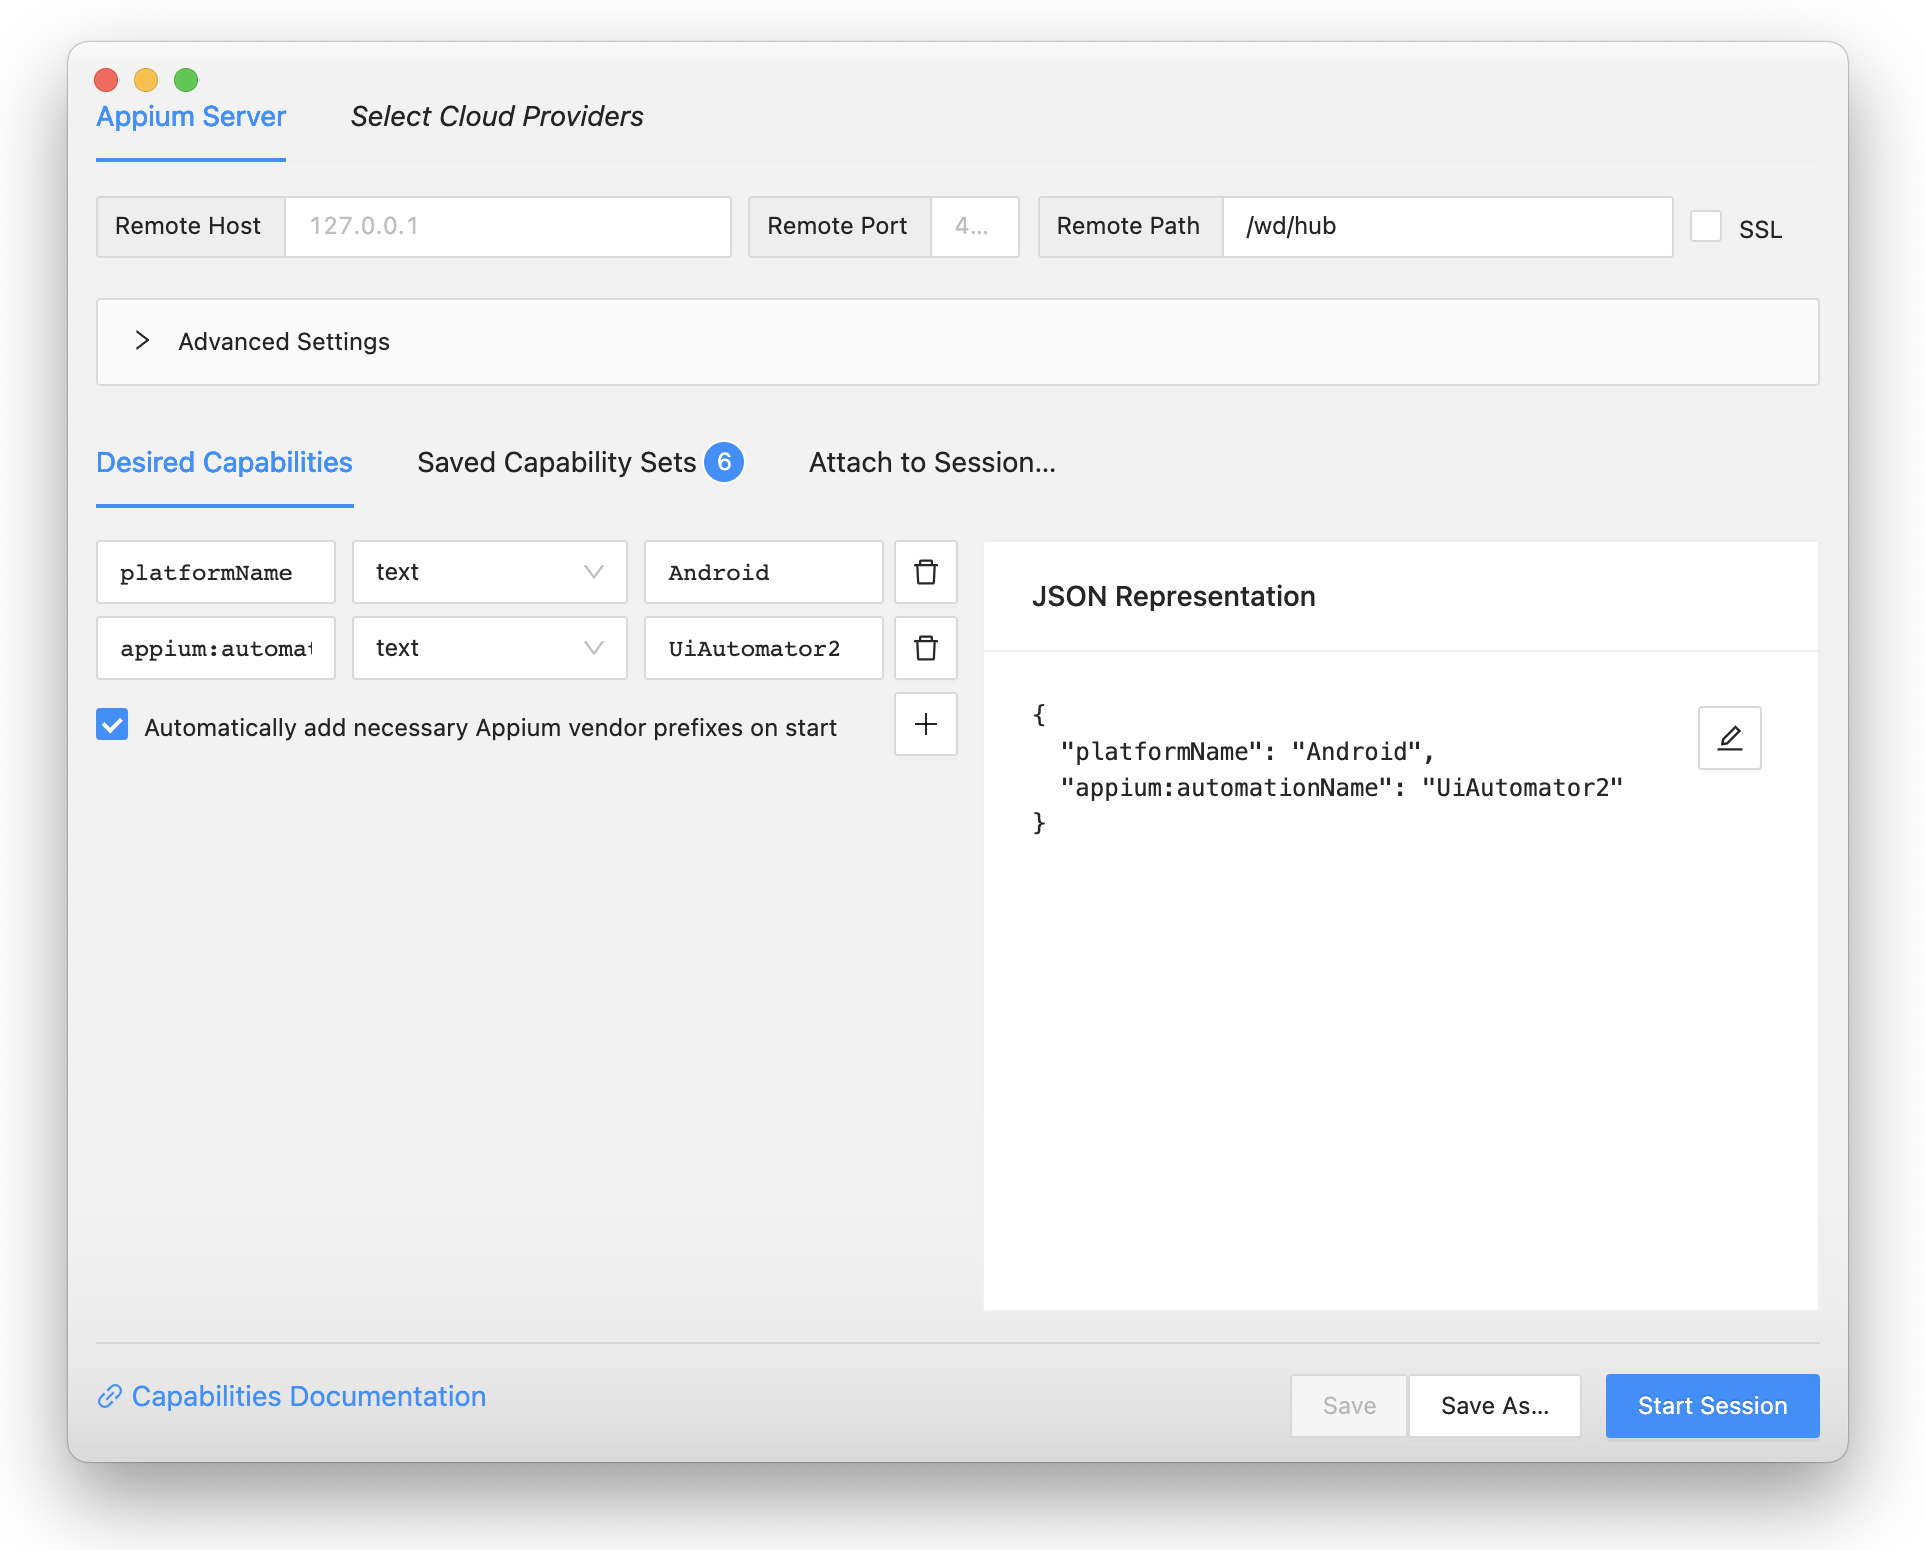 Appium Server Select Cloud Providers
Remote Host 127.0.0.1 Remote Port 4... Remote Path /wd/hub SSL
Advanced Settings
Desired Capabilities Saved Capability Sets 6 Attach to Session...
platformName text Android
appium:automat text UiAutomator2
Automatically add necessary Appium vendor prefixes on start
JSON Representation
{
"platformName": "Android",
"appium:automationName": "UiAutomator2"
}
Capabilities Documentation
Save Save As... Start Session